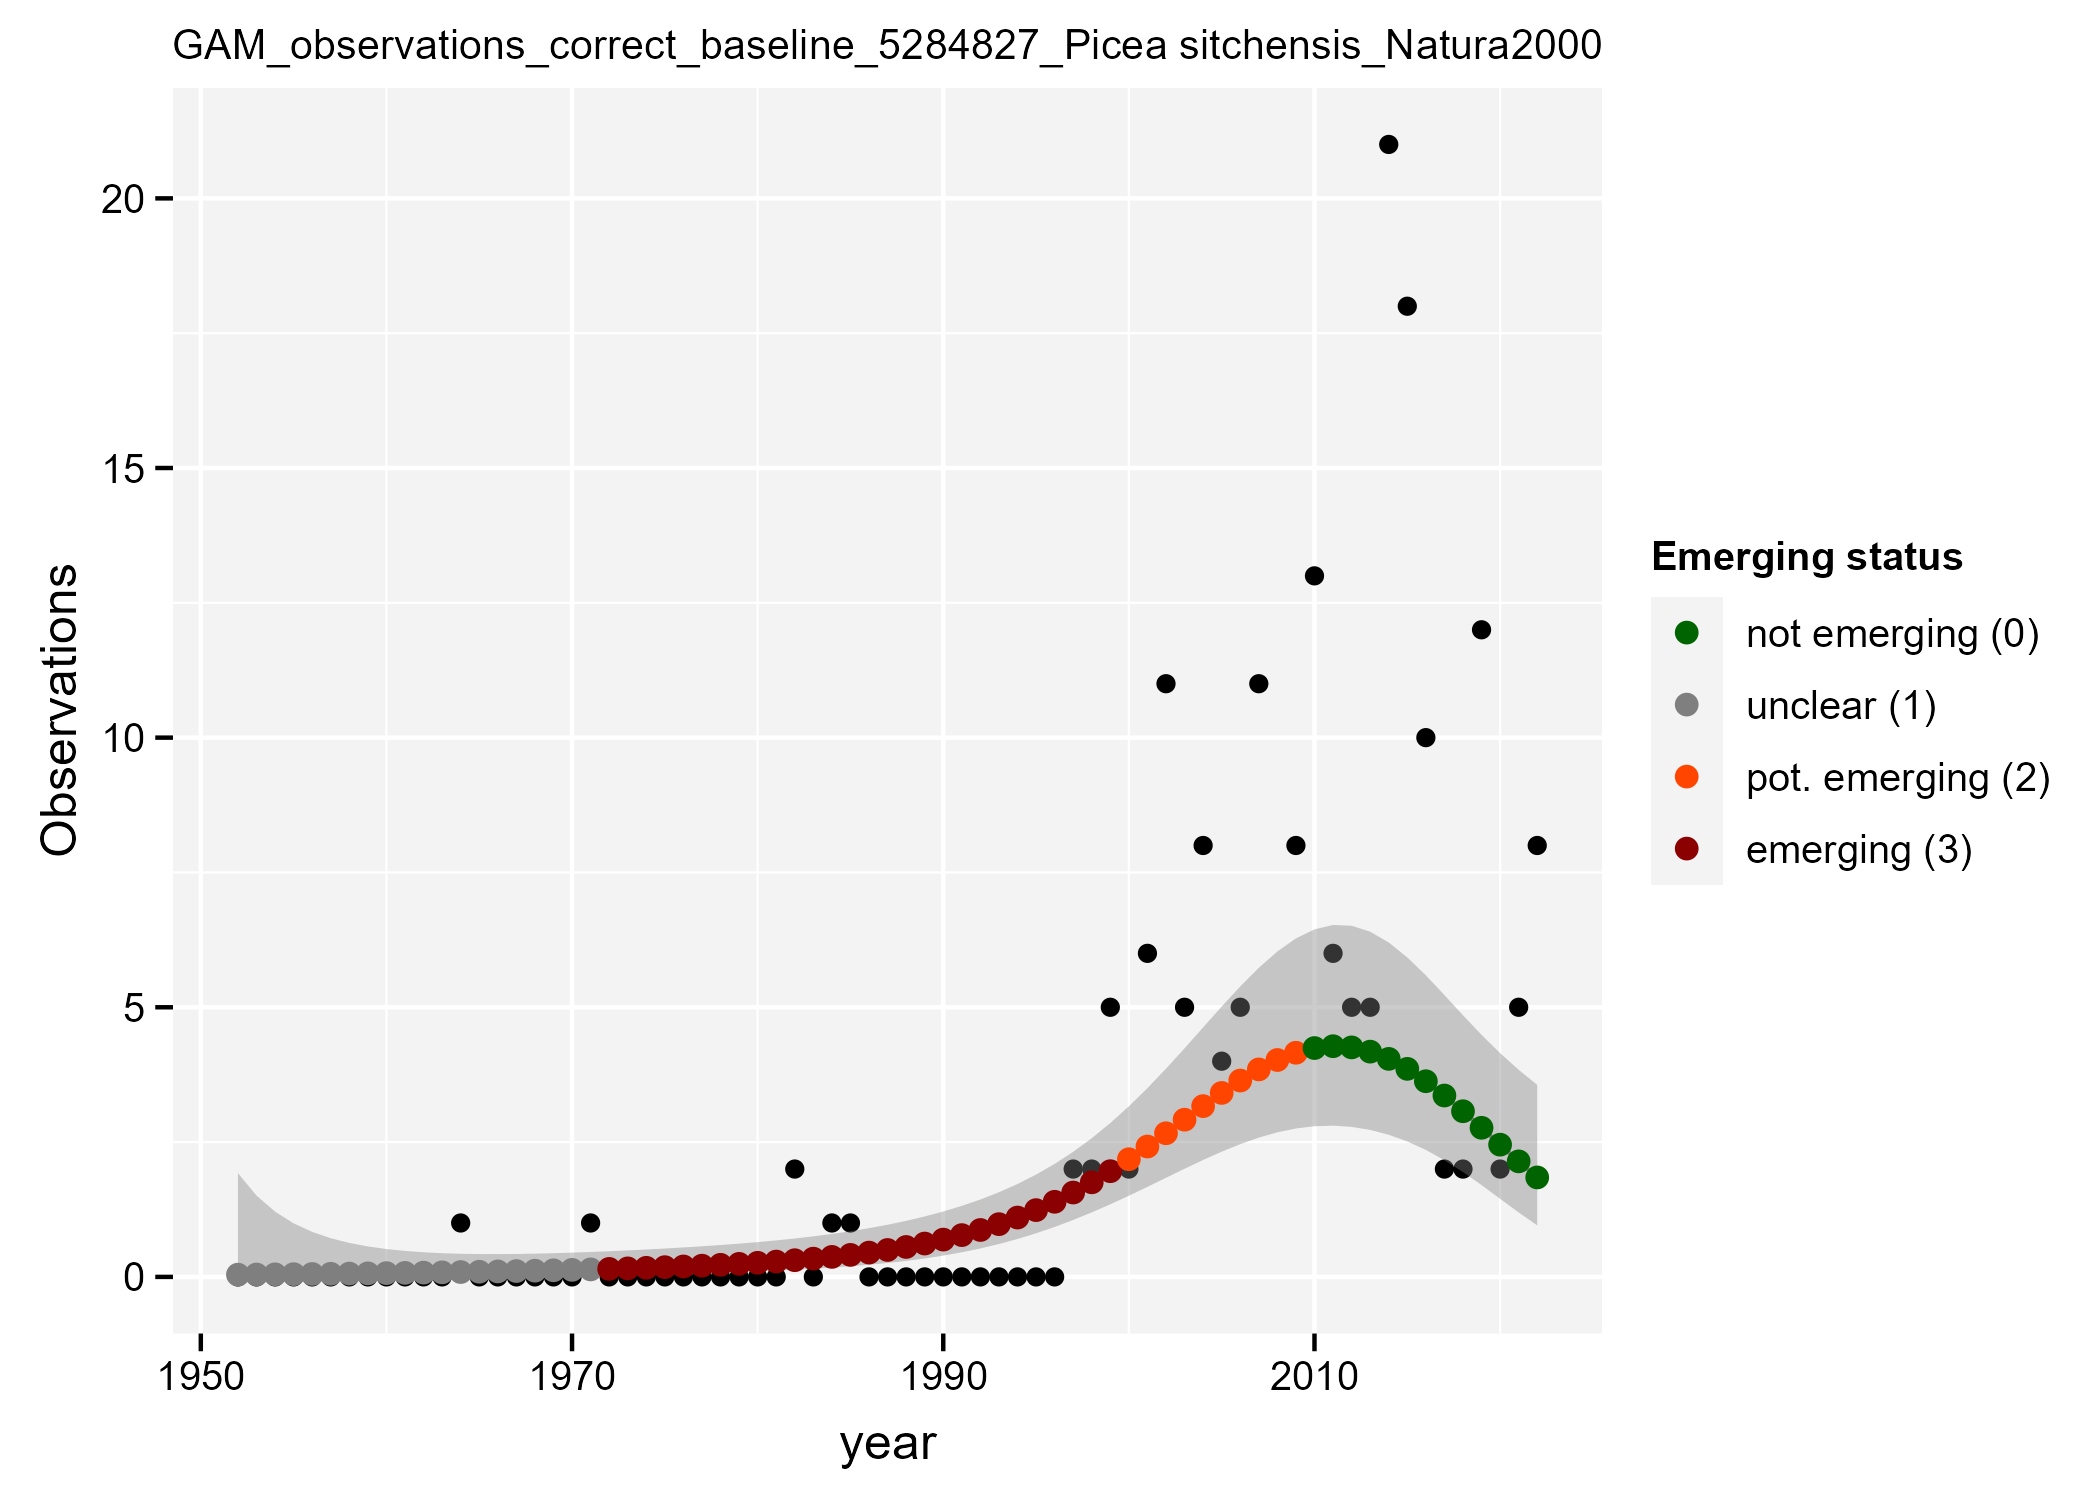 GAM_observations_correct_baseline_5284827_Picea sitchensis_Natura2000
Observations
20
15
10
5
0
1950
1970
1990
2010
year
Emerging status
not emerging (0)
unclear (1)
pot. emerging (2)
emerging (3)